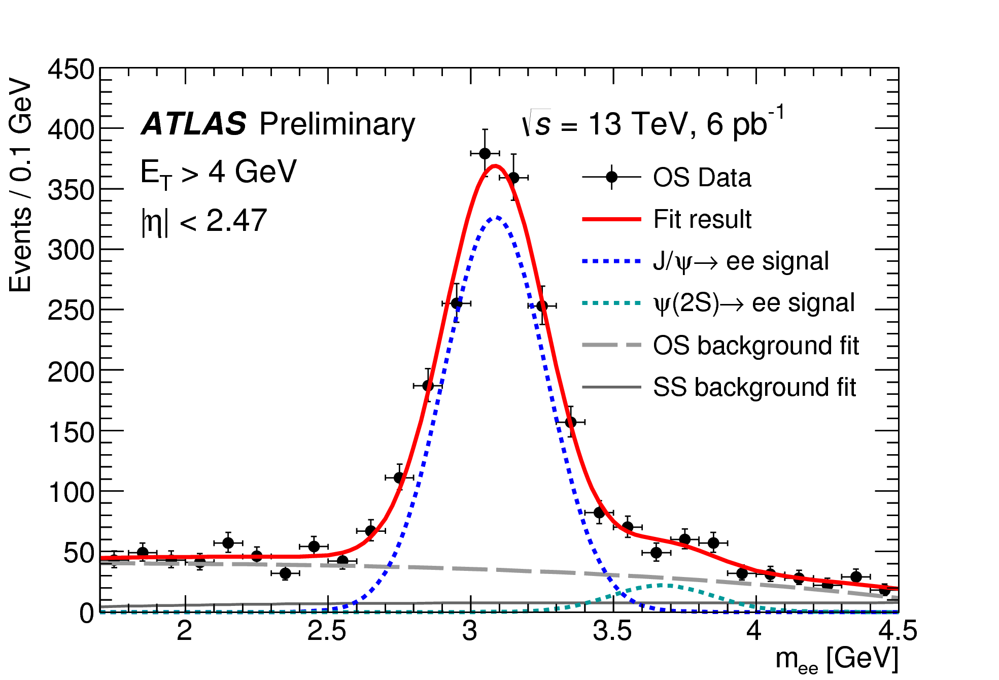 Events / 0.1 GeV
450
400
350
300
250
200
150
100
50
0
ATLAS Preliminary
√s = 13 TeV, 6 pb⁻¹
E_T > 4 GeV
|η| < 2.47
OS Data
Fit result
J/ψ→ ee signal
ψ(2S)→ ee signal
OS background fit
SS background fit
2 2.5 3 3.5 4 4.5
m_ee [GeV]